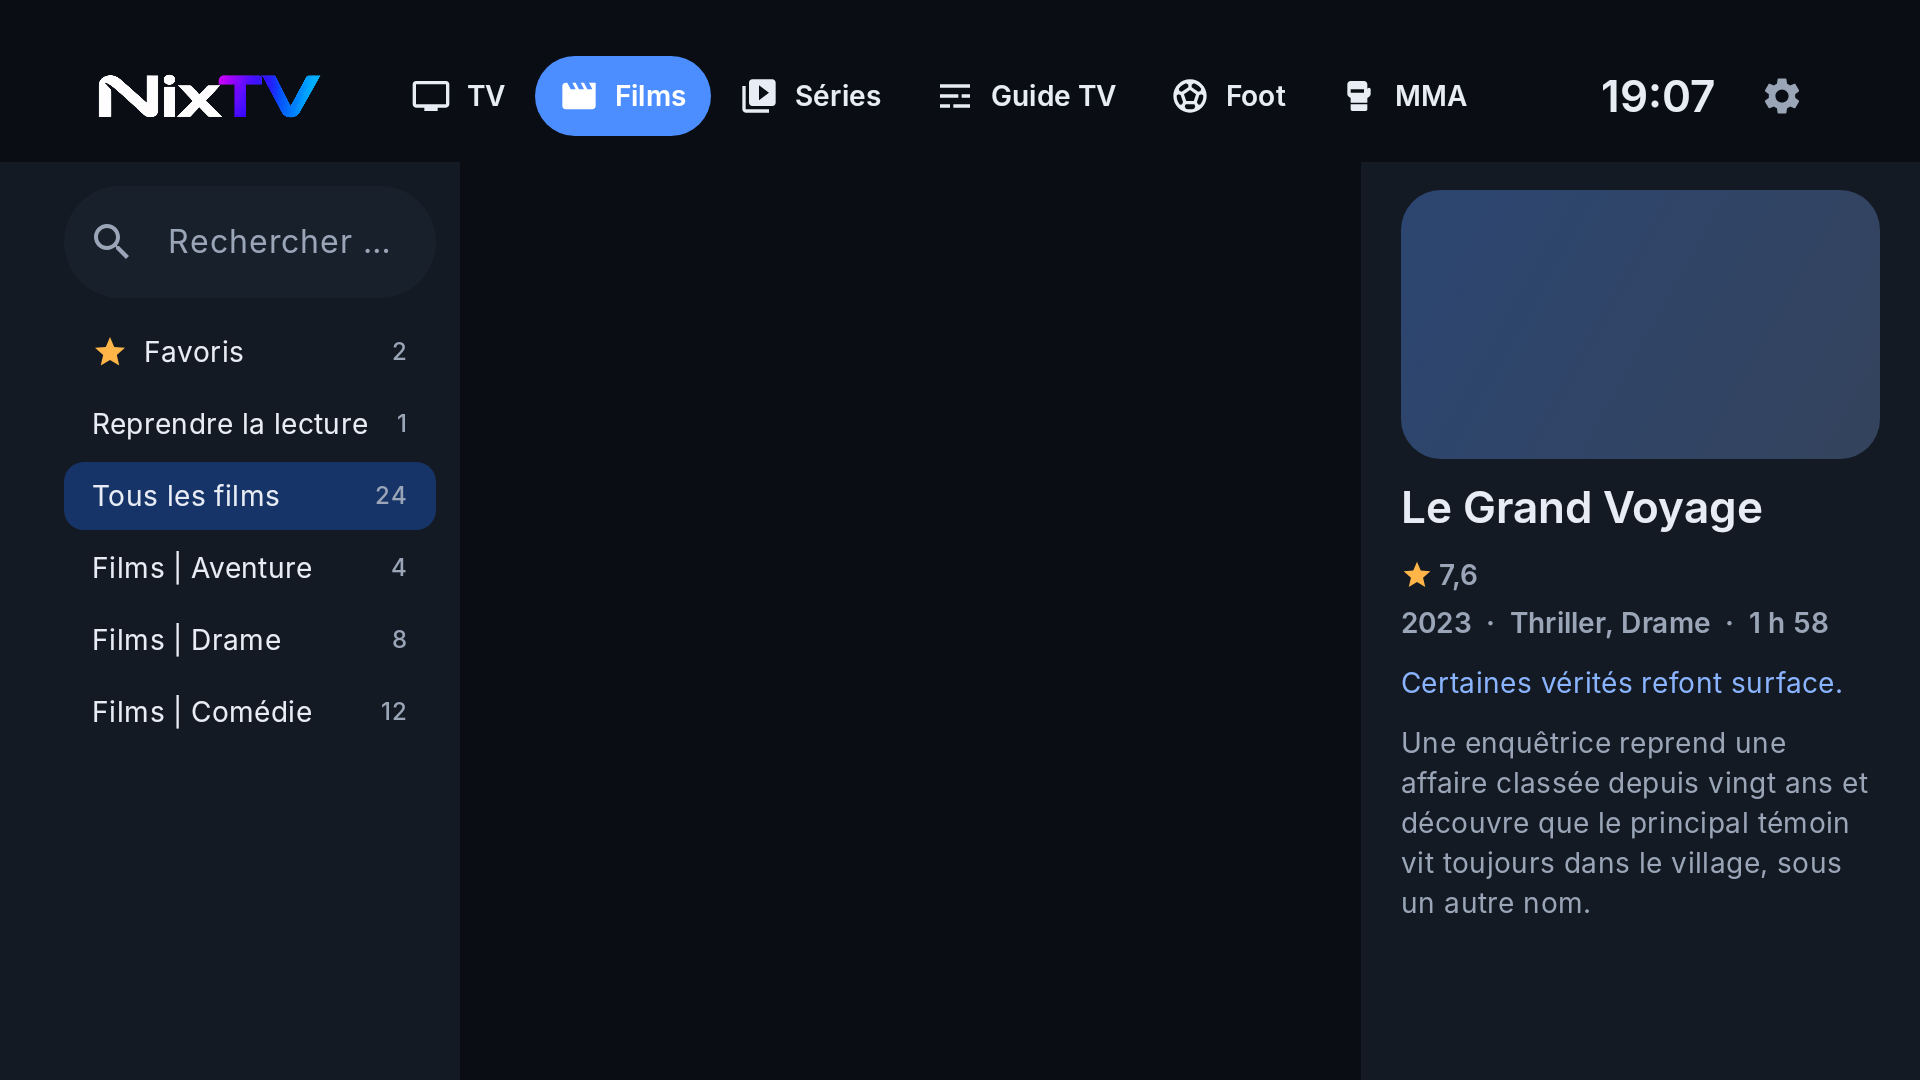 NixTV
TV
Films
Séries
Guide TV
Foot
MMA
19:07
Rechercher ...
Favoris 2
Reprendre la lecture 1
Tous les films 24
Films | Aventure 4
Films | Drame 8
Films | Comédie 12
Le Grand Voyage
7,6
2023 · Thriller, Drame · 1 h 58
Certaines vérités refont surface.
Une enquêtrice reprend une
affaire classée depuis vingt ans et
découvre que le principal témoin
vit toujours dans le village, sous
un autre nom.